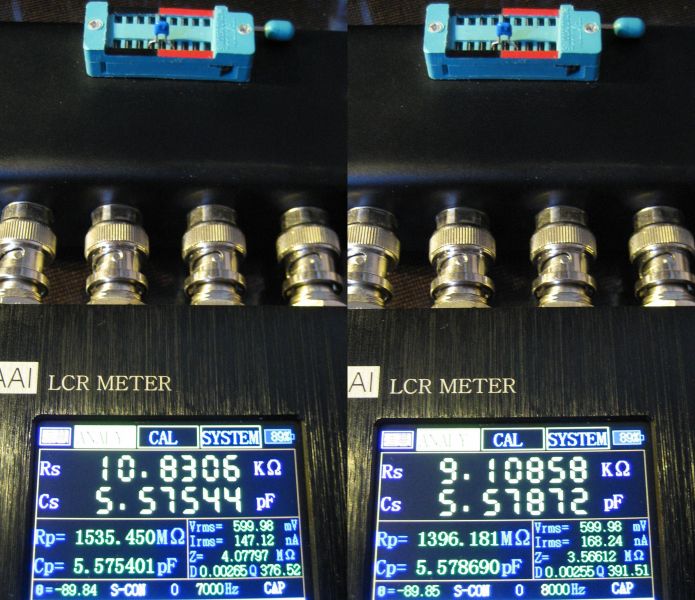 AAI LCR METER
ANALY CAL SYSTEM 89%
Rs 10.8306 KΩ
Cs 5.57544 pF
Rp= 1535.450MΩ
Cp= 5.575401pF
Vrms= 599.98 mV
Irms= 147.12 nA
Z= 4.07797 MΩ
D 0.00265 Q 376.52
θ=-89.84 S-COM 0 7000Hz CAP
AI LCR METER
ANALY CAL SYSTEM 89%
Rs 9.10858 KΩ
Cs 5.57872 pF
Rp= 1396.181MΩ
Cp= 5.578690pF
Vrms= 599.98 mV
Irms= 168.24 nA
Z= 3.56612 MΩ
D 0.00255 Q 391.51
θ=-89.85 S-COM 0 8000Hz CAP